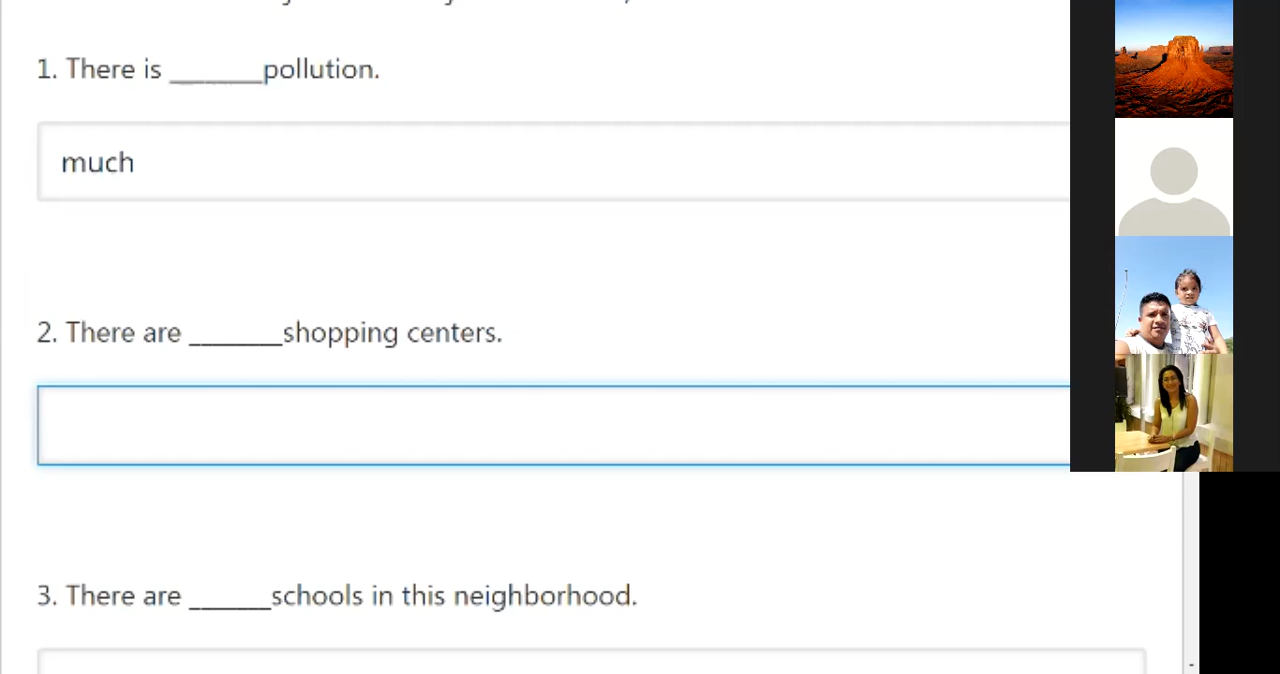 1. There is _______pollution.
much
2. There are _______shopping centers.
3. There are ______schools in this neighborhood.